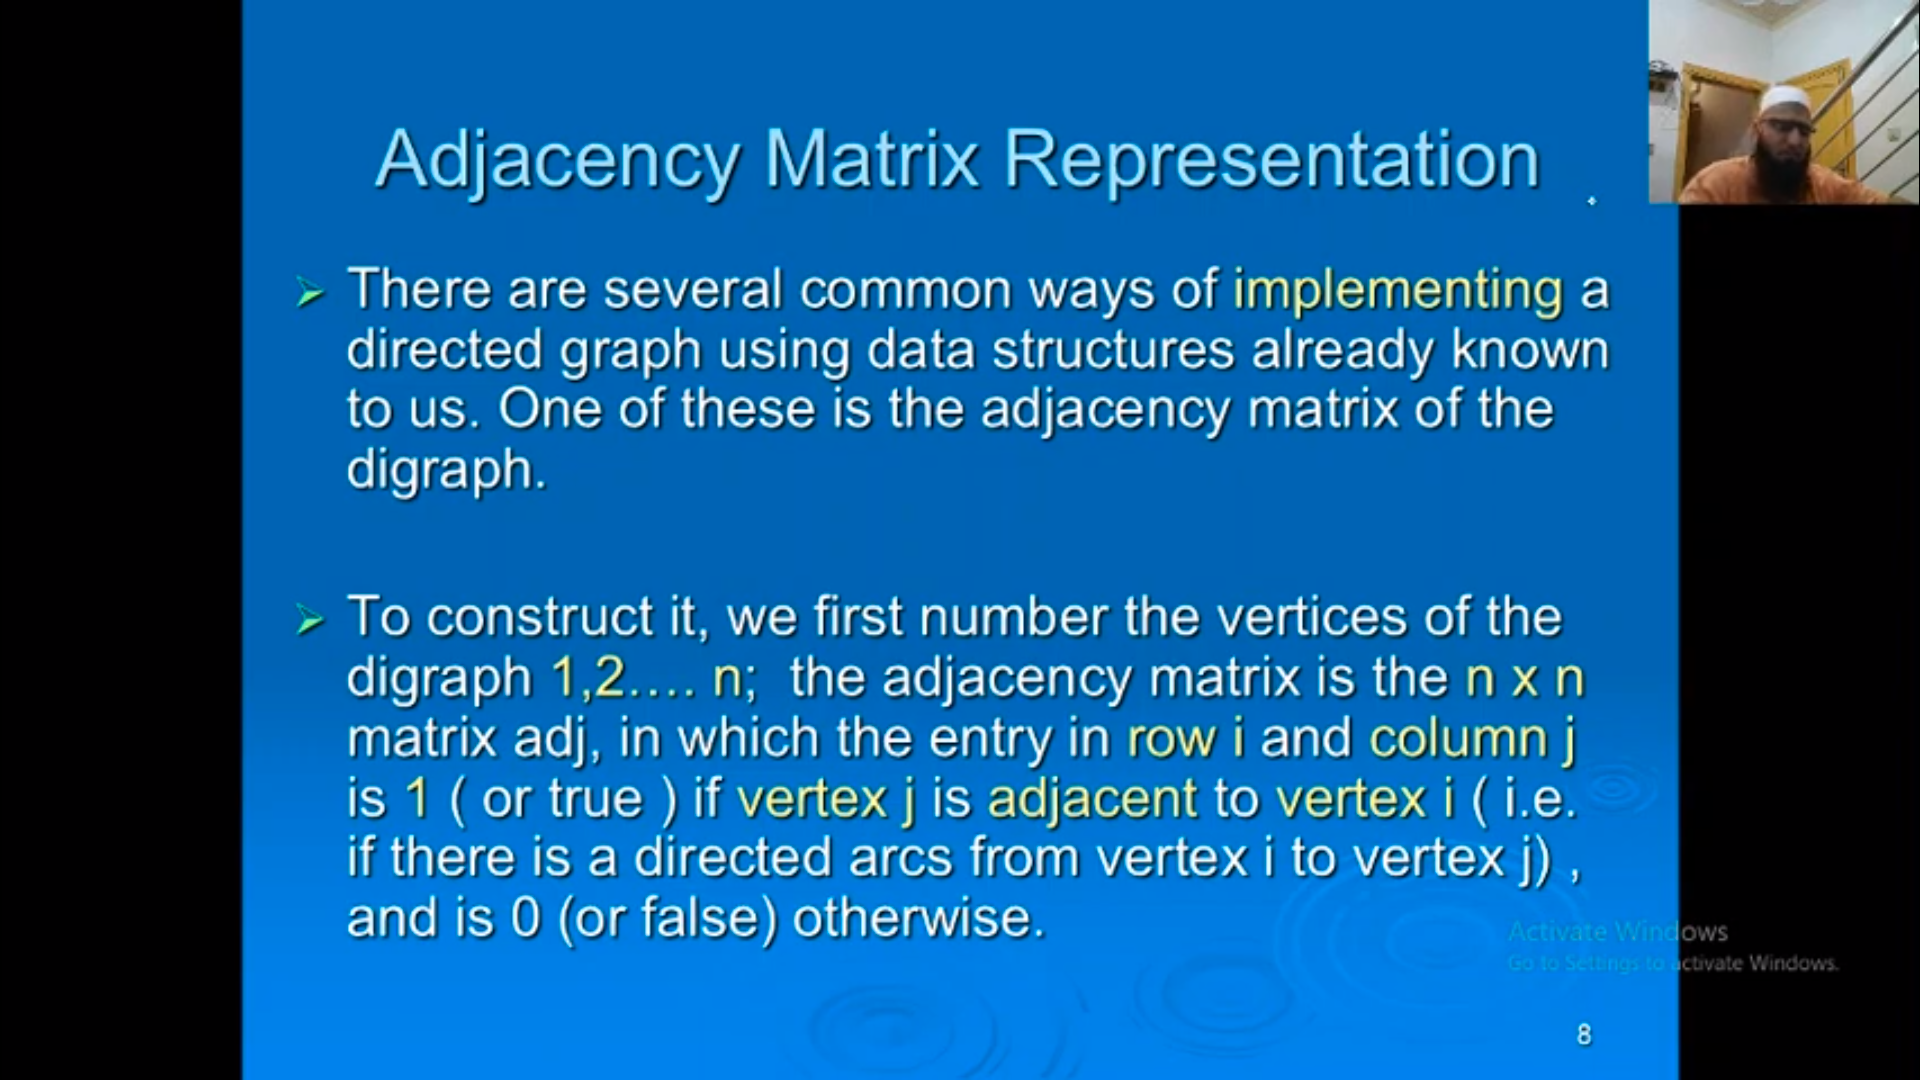 Adjacency Matrix Representation
There are several common ways of implementing a
directed graph using data structures already known
to us. One of these is the adjacency matrix of the
digraph.
To construct it, we first number the vertices of the
digraph 1,2.... n; the adjacency matrix is the n x n
matrix adj, in which the entry in row i and column j
is 1 ( or true ) if vertex j is adjacent to vertex i ( i.e.
if there is a directed arcs from vertex i to vertex j) ,
and is 0 (or false) otherwise.
Activate Windows
Go to Settings to activate Windows.
8